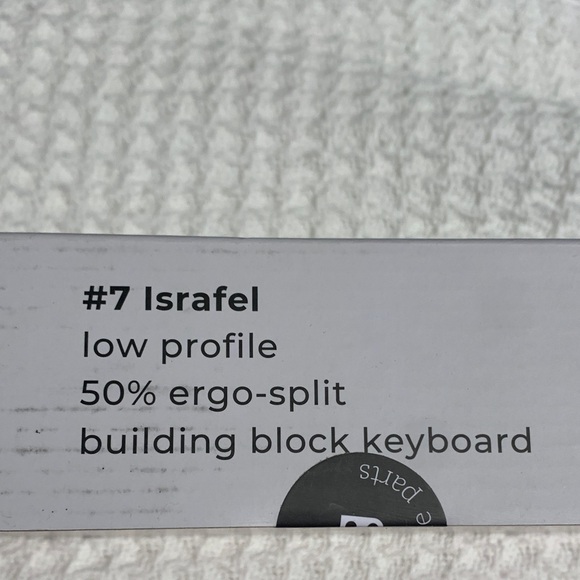 #7 Israfel
low profile
50% ergo-split
building block keyboard
e parts